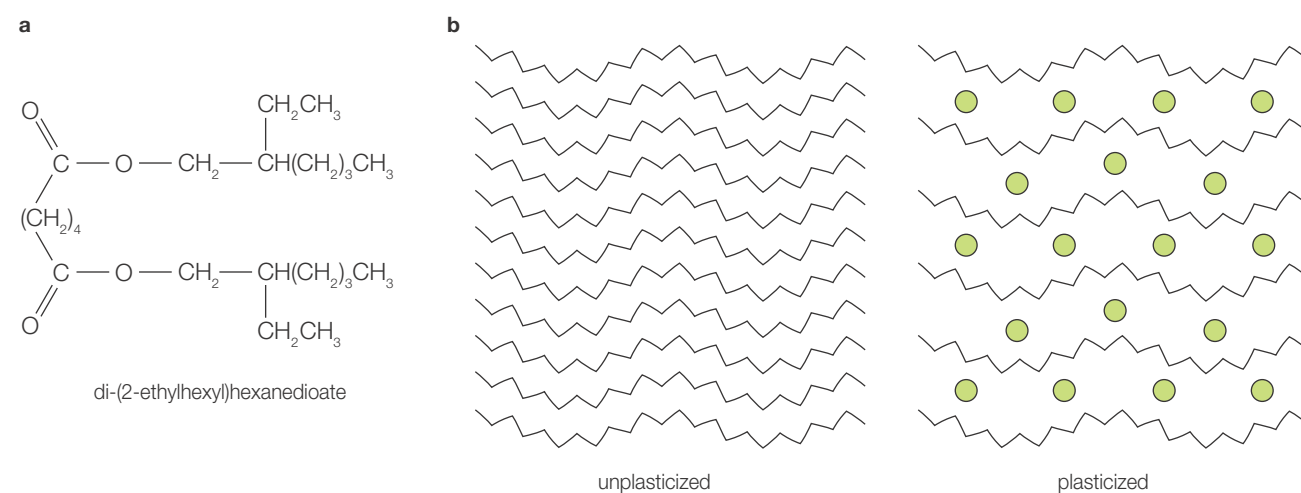 a
b
CH₂CH₃
O
C — O — CH₂ — CH(CH₂)₃CH₃
(CH₂)₄
C — O — CH₂ — CH(CH₂)₃CH₃
O
CH₂CH₃
di-(2-ethylhexyl)hexanedioate
unplasticized
plasticized